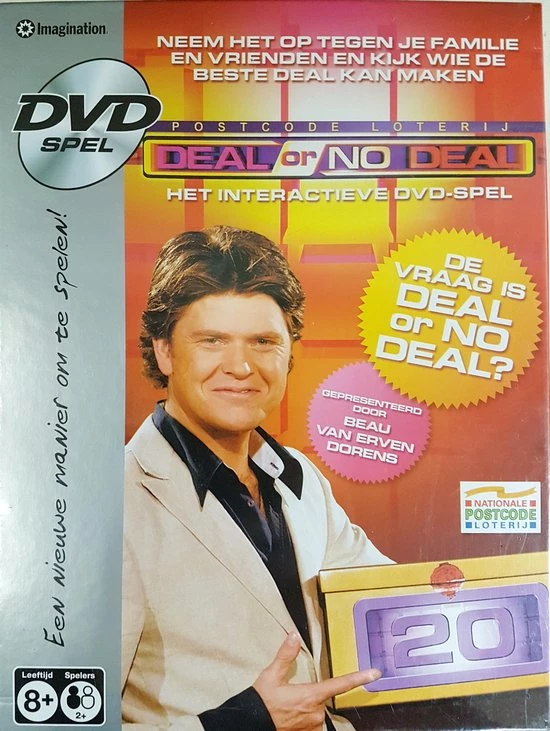 Imagination
NEEM HET OP TEGEN JE FAMILIE
EN VRIENDEN EN KIJK WIE DE
BESTE DEAL KAN MAKEN
DVD
SPEL
POSTCODE LOTERIJ
DEAL or NO DEAL
HET INTERACTIEVE DVD-SPEL
DE
VRAAG IS
DEAL
or NO
DEAL?
GEPRESENTEERD
DOOR
BEAU
VAN ERVEN
DORENS
Een nieuwe manier om te spelen!
NATIONALE
POSTCODE
LOTERIJ
20
Leeftijd
8+
Spelers
2+